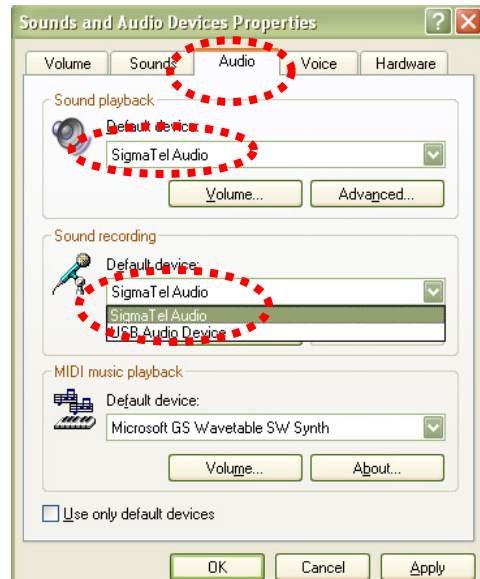 Sounds and Audio Devices Properties
Volume Sounds Audio Voice Hardware
Sound playback
Default device:
SigmaTel Audio
Volume... Advanced...
Sound recording
Default device:
SigmaTel Audio
SigmaTel Audio
USB Audio Device
MIDI music playback
Default device:
Microsoft GS Wavetable SW Synth
Volume... About...
Use only default devices
OK Cancel Apply